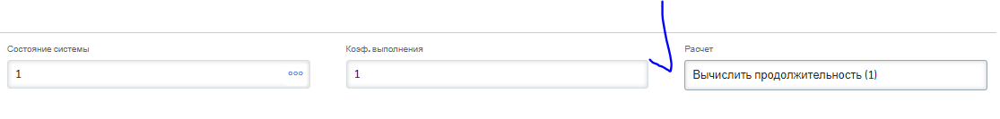 Состояние системы
Коэф. выполнения
Расчет
1
1
Вычислить продолжительность (1)